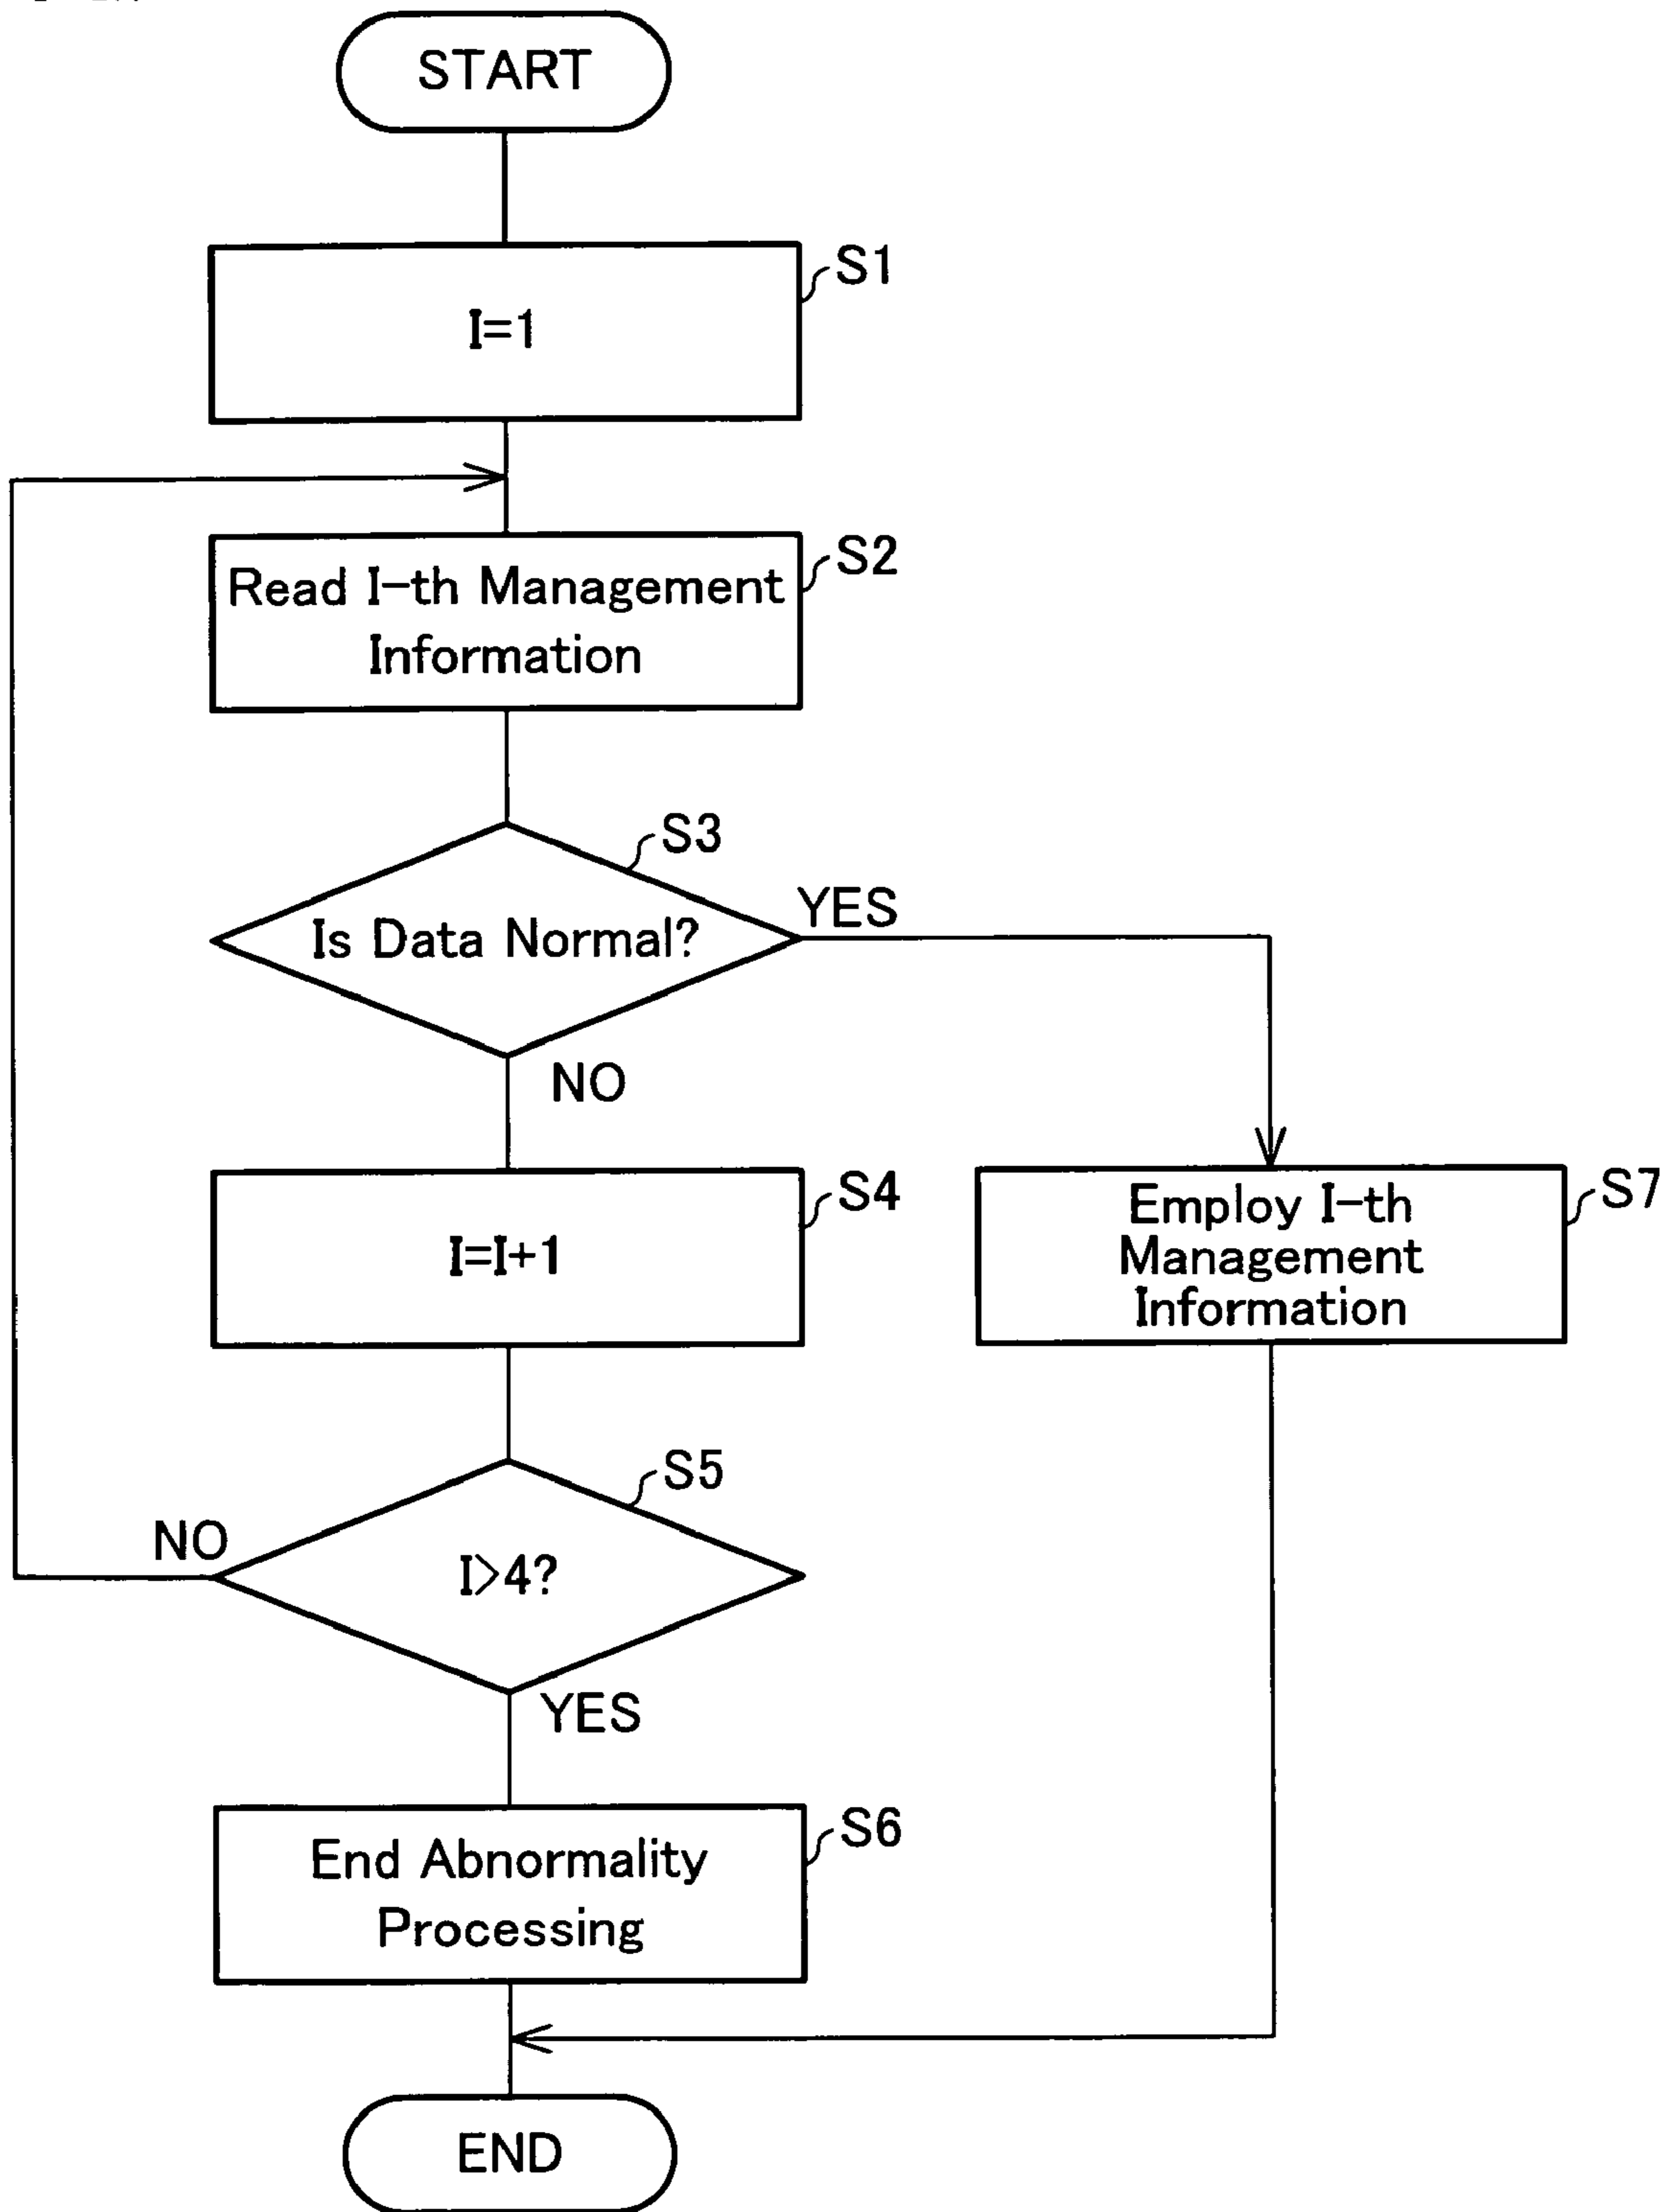 START
S1
I=1
S2
Read I-th Management
Information
S3
Is Data Normal?
YES
NO
S4
I=I+1
S7
Employ I-th
Management
Information
S5
NO
I>4?
YES
S6
End Abnormality
Processing
END